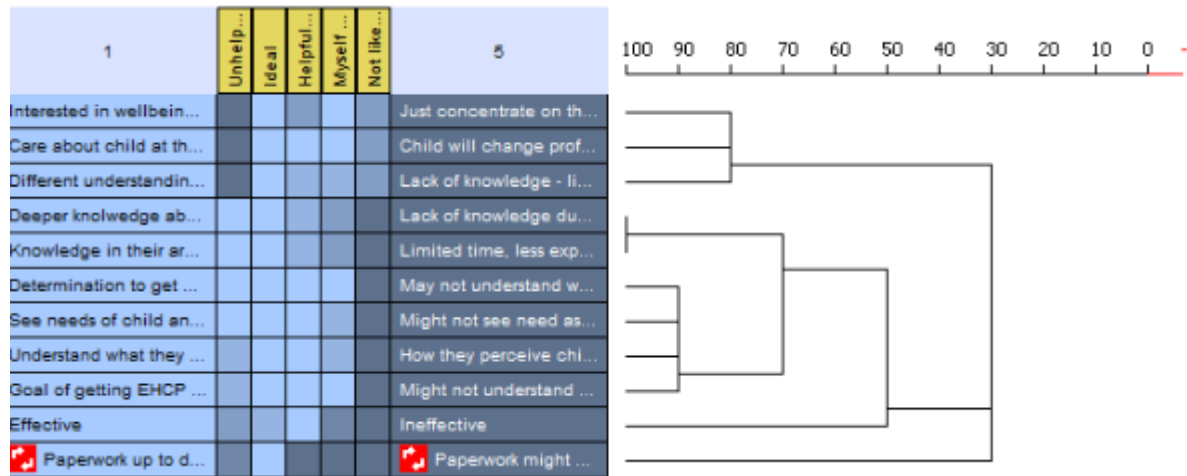 1 Unhelp... Ideal Helpful... Myself ... Not like... 5 100 90 80 70 60 50 40 30 20 10 0
Interested in wellbein... Just concentrate on th...
Care about child at th... Child will change prof...
Different understandin... Lack of knowledge - li...
Deeper knolwedge ab... Lack of knowledge du...
Knowledge in their ar... Limited time, less exp...
Determination to get ... May not understand w...
See needs of child an... Might not see need as...
Understand what they ... How they perceive chi...
Goal of getting EHCP ... Might not understand ...
Effective Ineffective
Paperwork up to d... Paperwork might ...